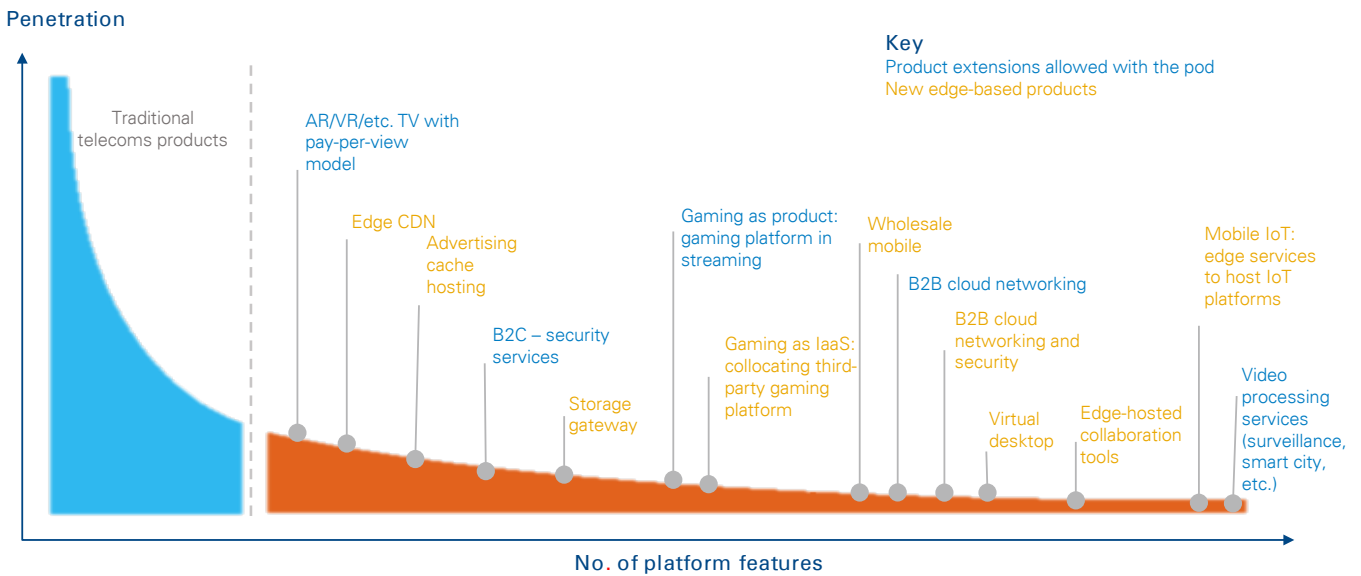 Penetration
Key
Product extensions allowed with the pod
New edge-based products
Traditional
telecoms products
AR/VR/etc. TV with
pay-per-view
model
Edge CDN
Advertising
cache
hosting
B2C – security
services
Storage
gateway
Gaming as product:
gaming platform in
streaming
Gaming as IaaS:
collocating third-
party gaming
platform
Wholesale
mobile
B2B cloud networking
B2B cloud
networking and
security
Virtual
desktop
Edge-hosted
collaboration
tools
Mobile IoT:
edge services
to host IoT
platforms
Video
processing
services
(surveillance,
smart city,
etc.)
No. of platform features